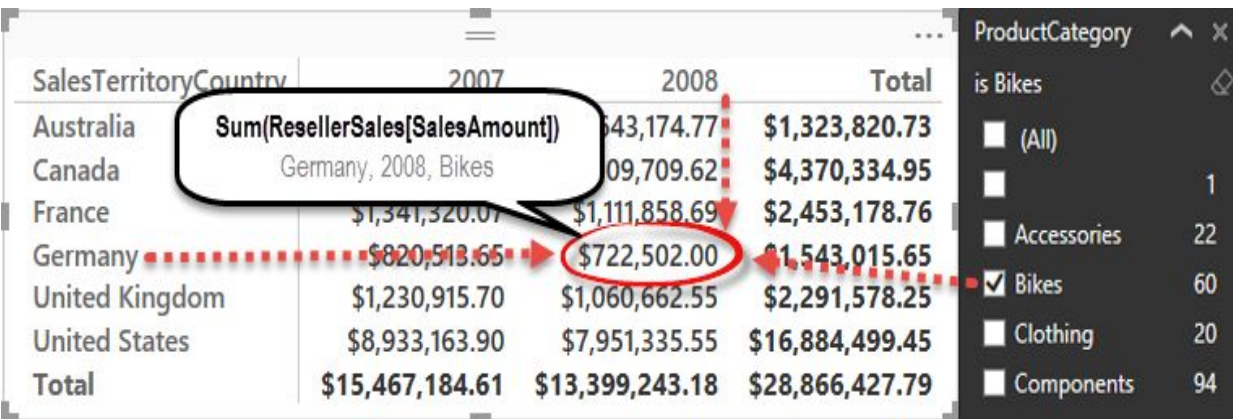 SalesTerritoryCountry 2007 2008 Total
Sum(ResellerSales[SalesAmount])
Germany, 2008, Bikes
Australia $1,323,820.73
Canada $4,370,334.95
France $1,341,320.07 $1,111,858.69 $2,453,178.76
Germany $820,513.65 $722,502.00 $1,543,015.65
United Kingdom $1,230,915.70 $1,060,662.55 $2,291,578.25
United States $8,933,163.90 $7,951,335.55 $16,884,499.45
Total $15,467,184.61 $13,399,243.18 $28,866,427.79
ProductCategory
is Bikes
(All)
1
Accessories 22
Bikes 60
Clothing 20
Components 94